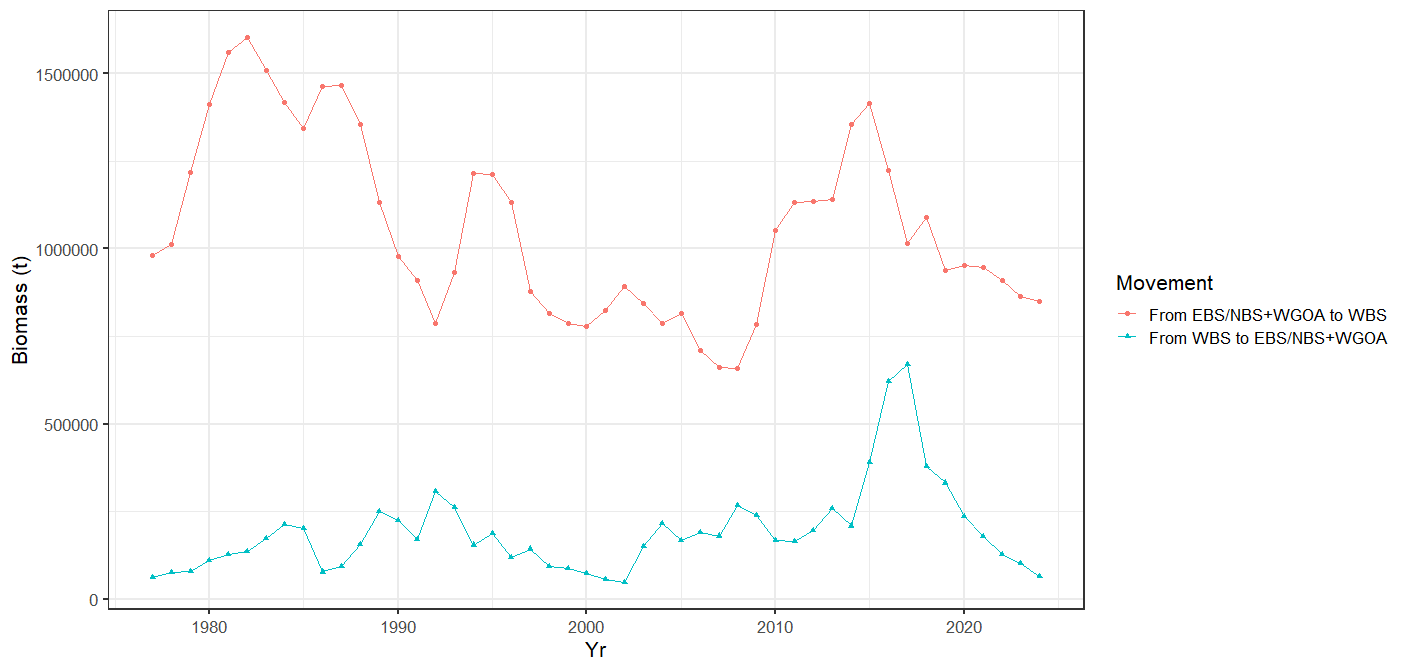 1500000
1000000
500000
0
Biomass (t)
1980
1990
2000
2010
2020
Yr
Movement
From EBS/NBS+WGOA to WBS
From WBS to EBS/NBS+WGOA